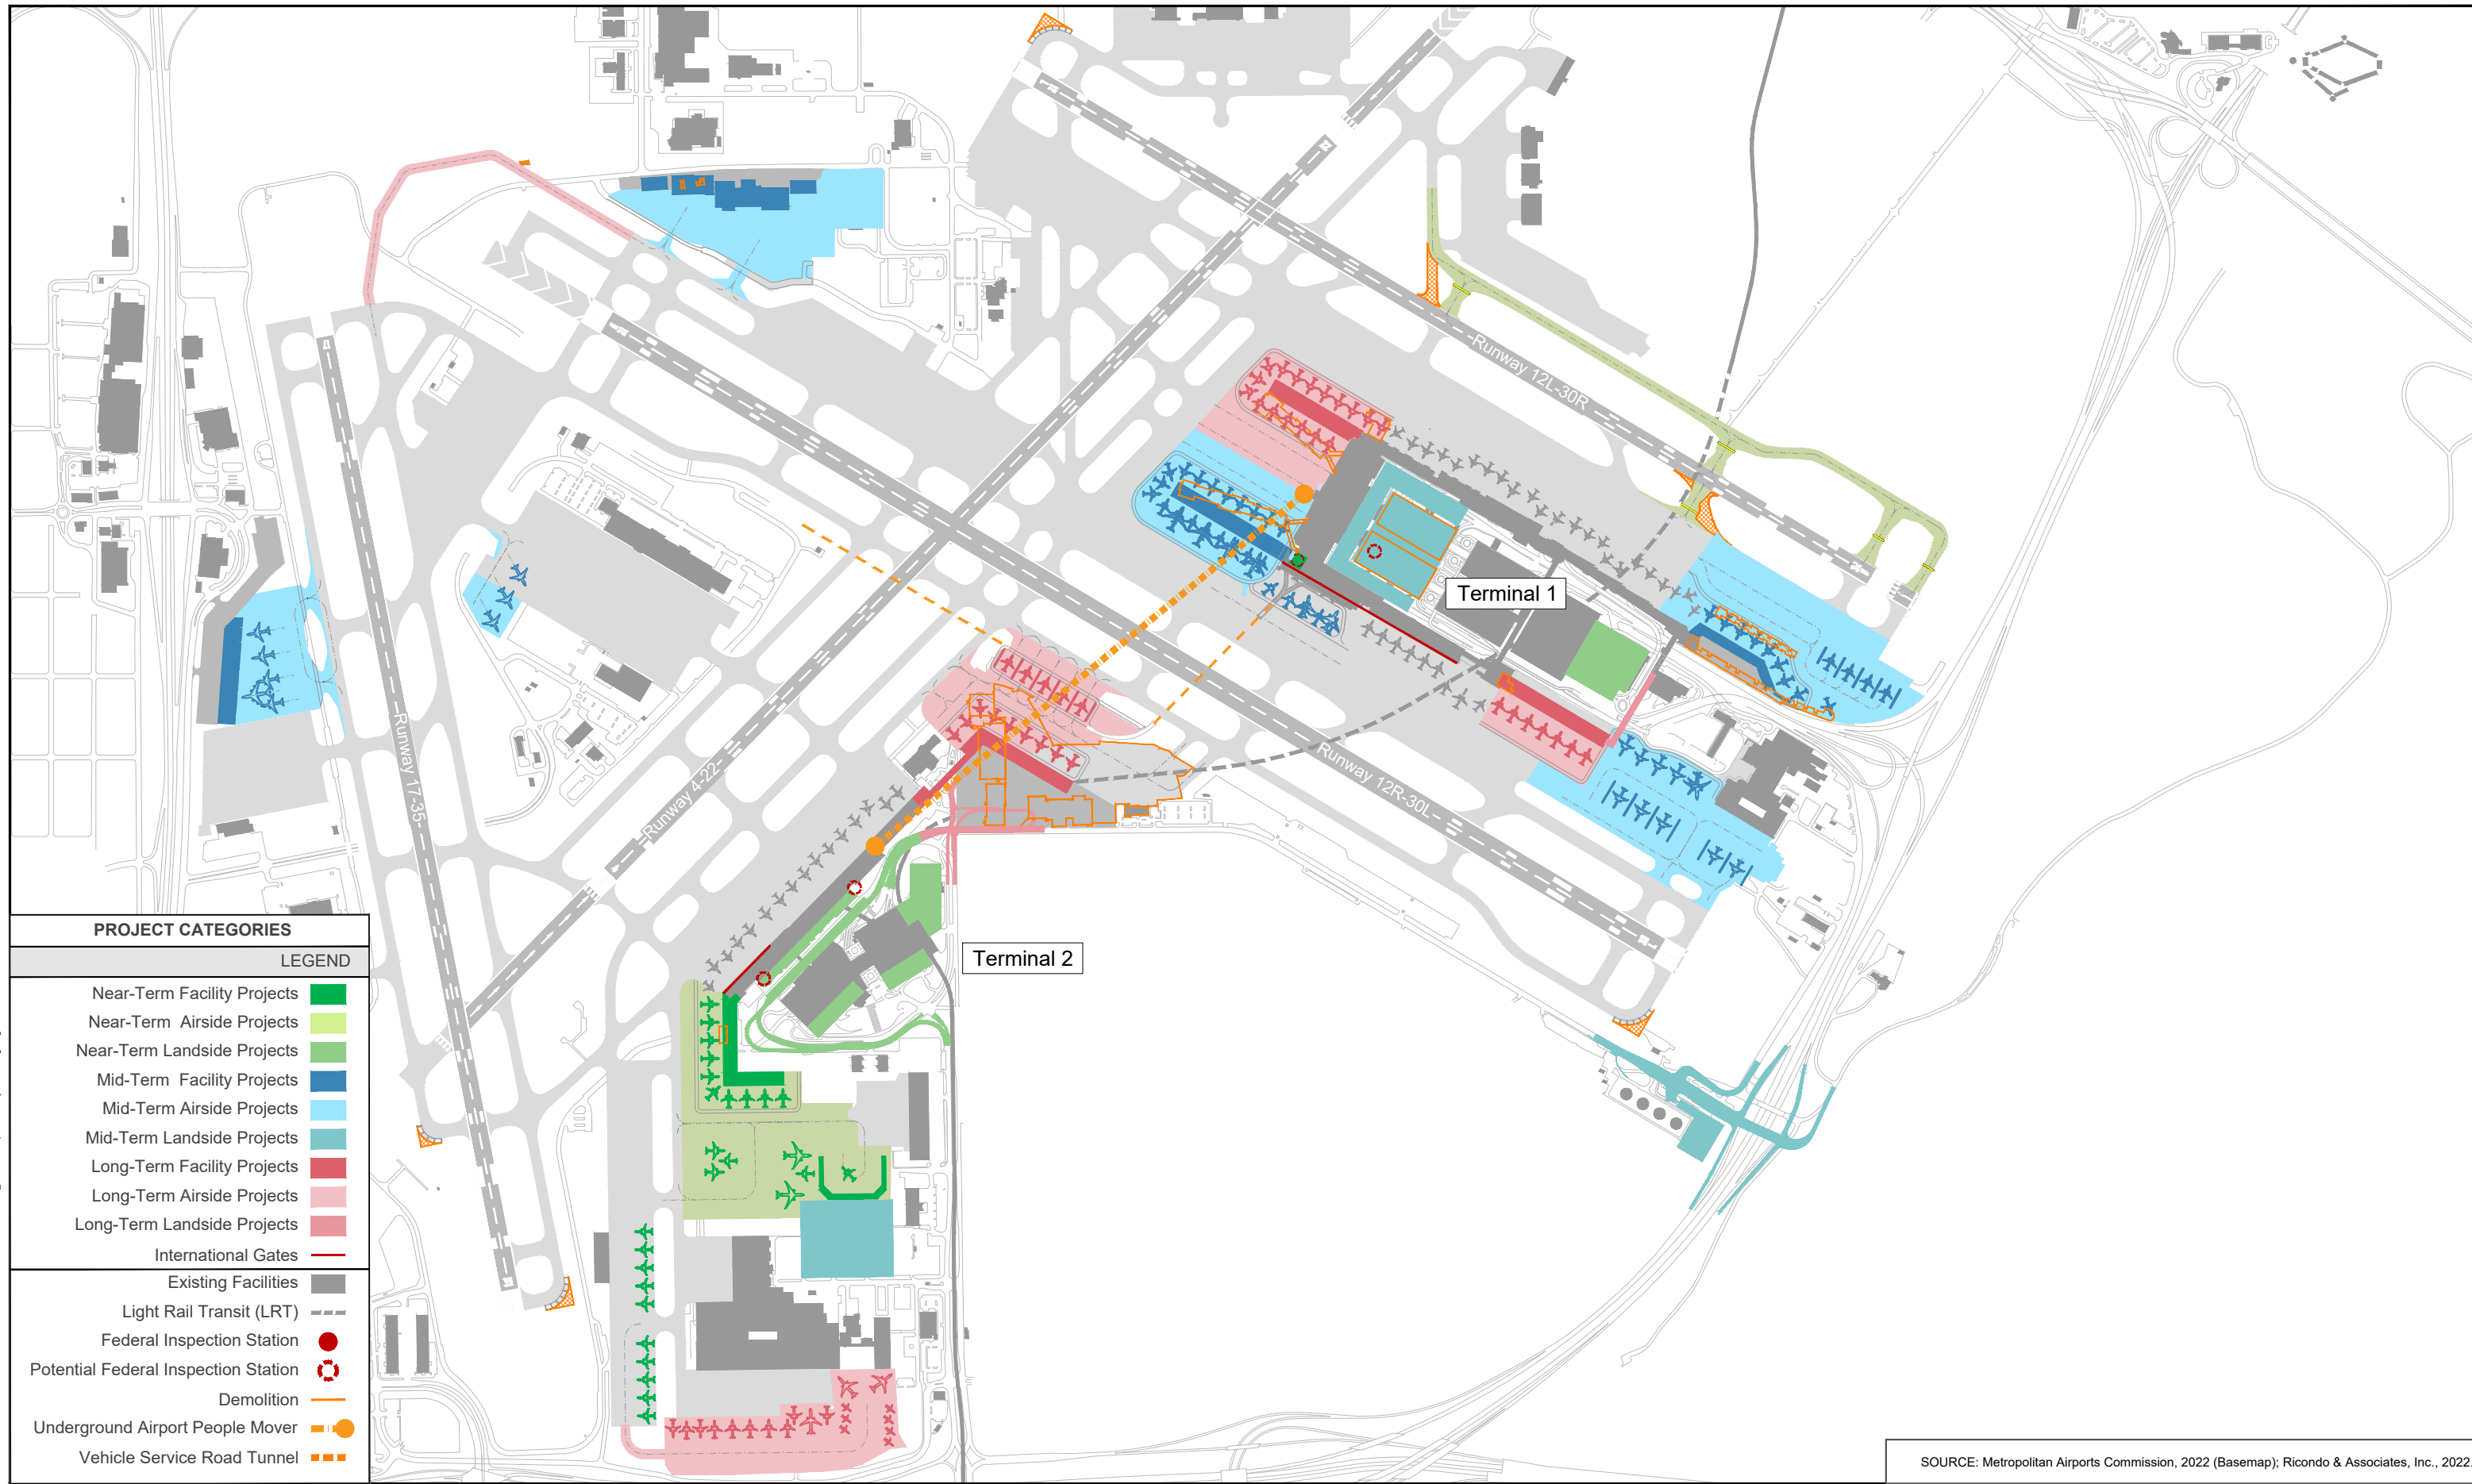 Runway 12L-30R
Terminal 1
Runway 17-35
Runway 4-22
Runway 12R-30L
Terminal 2
PROJECT CATEGORIES
LEGEND
Near-Term Facility Projects
Near-Term Airside Projects
Near-Term Landside Projects
Mid-Term Facility Projects
Mid-Term Airside Projects
Mid-Term Landside Projects
Long-Term Facility Projects
Long-Term Airside Projects
Long-Term Landside Projects
International Gates
Existing Facilities
Light Rail Transit (LRT)
Federal Inspection Station
Potential Federal Inspection Station
Demolition
Underground Airport People Mover
Vehicle Service Road Tunnel
SOURCE: Metropolitan Airports Commission, 2022 (Basemap); Ricondo & Associates, Inc., 2022.